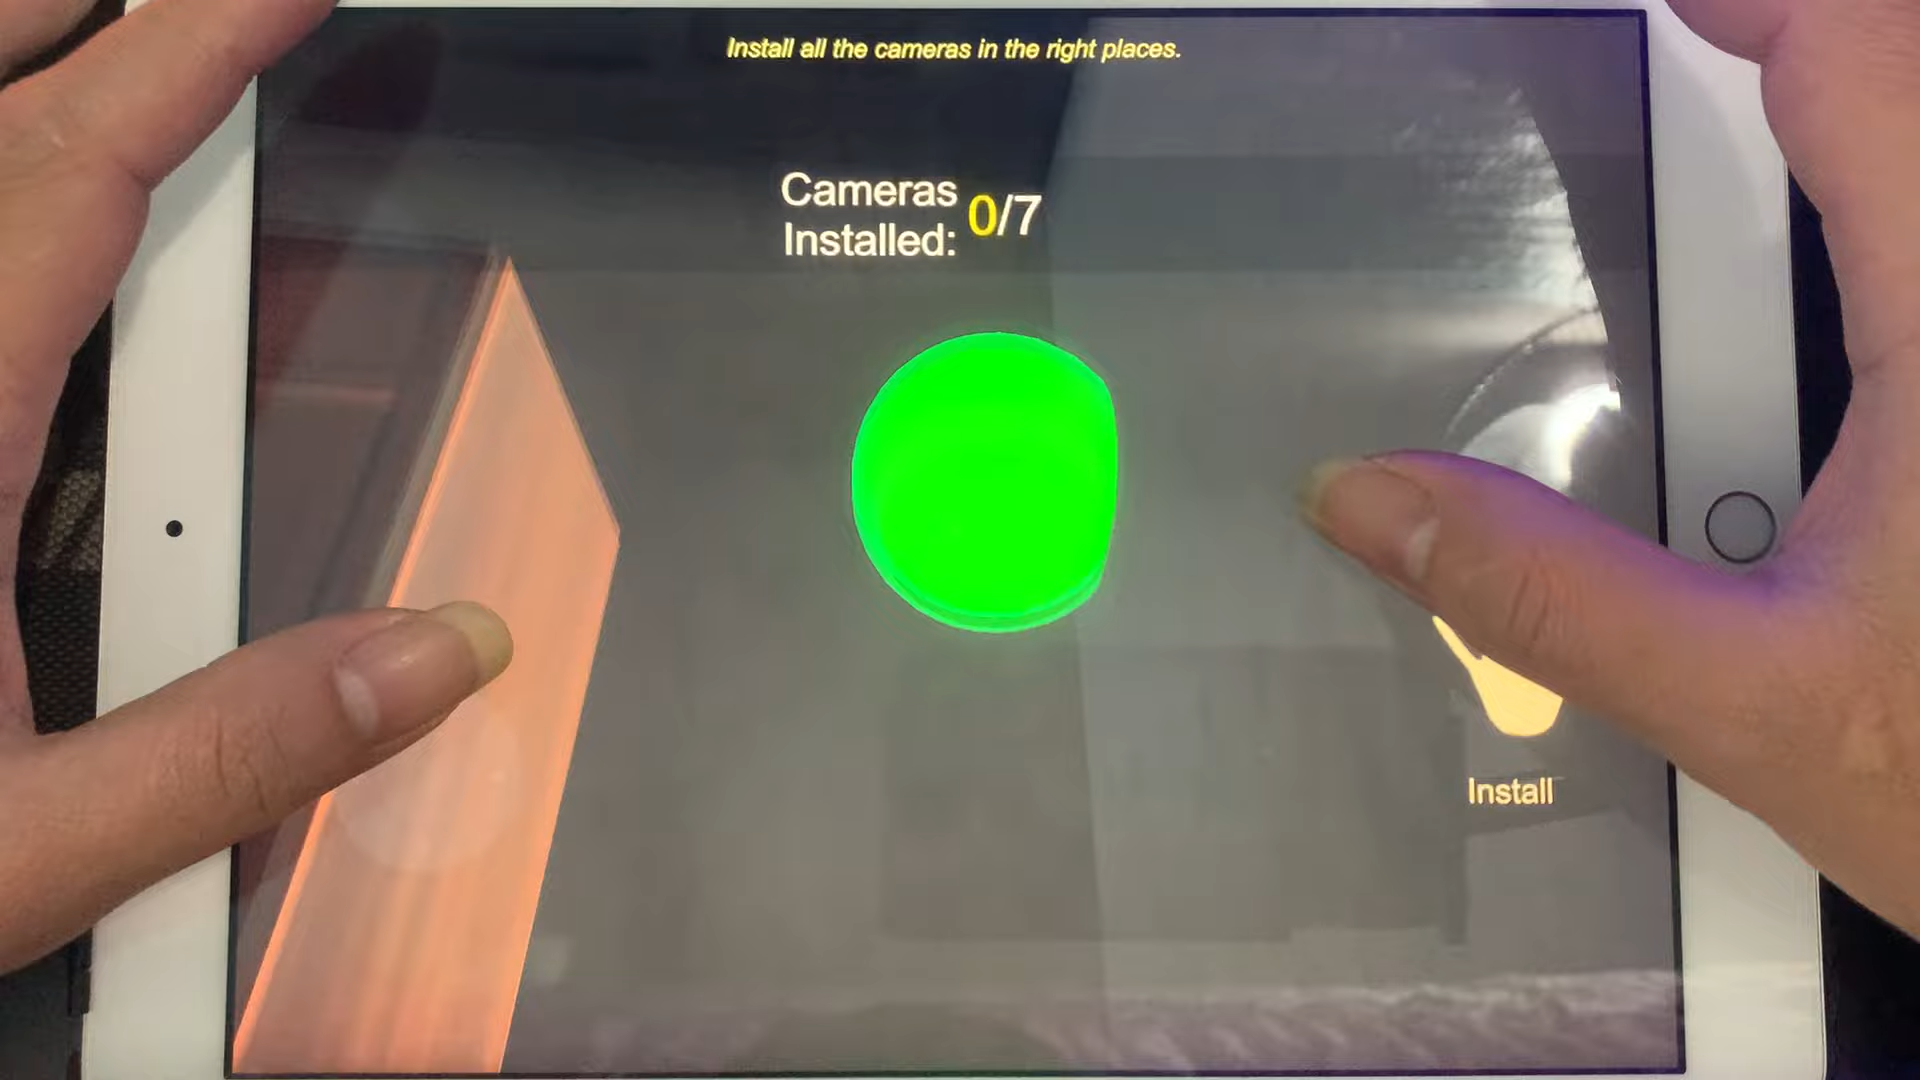 Install all the cameras in the right places.
Cameras
Installed:
0/7
Install